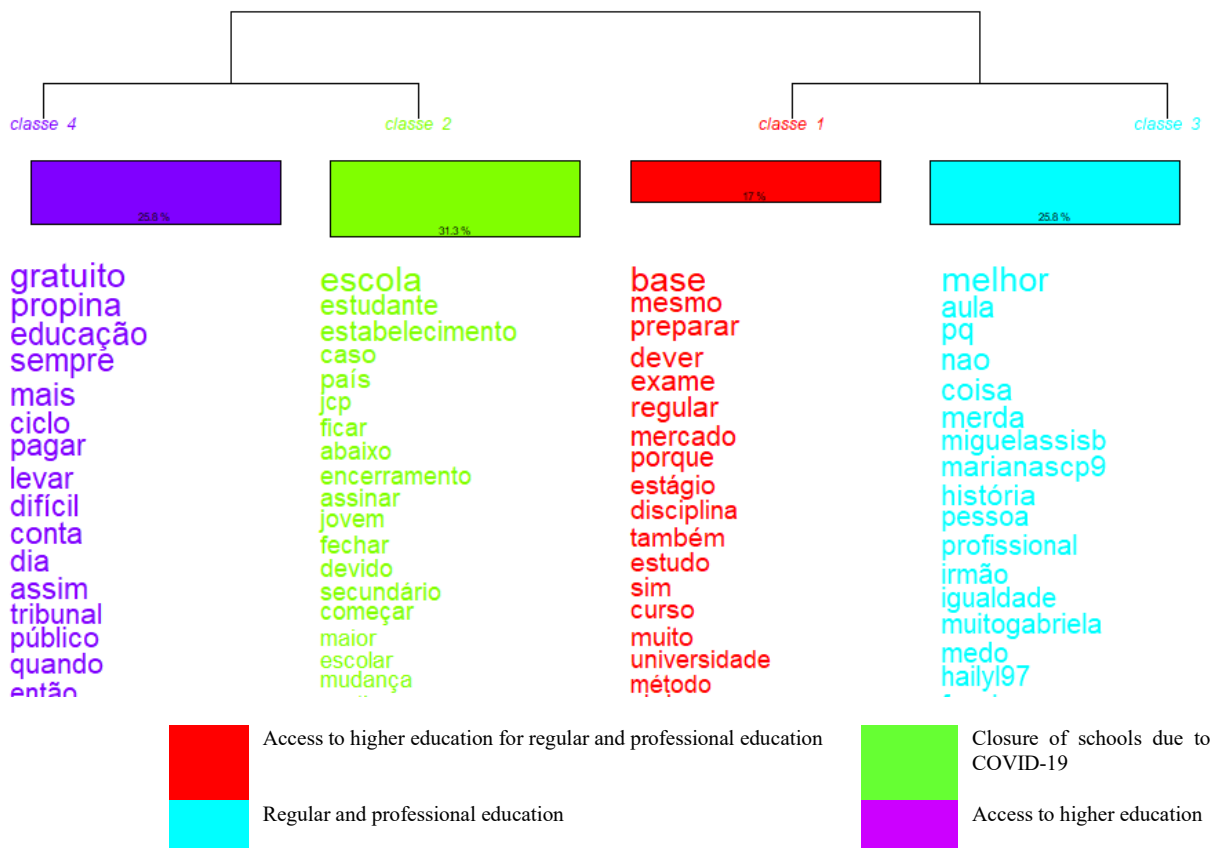 classe 4
classe 2
classe 1
classe 3
25.8 %
31.3 %
17 %
25.8 %
gratuito
propina
educação
sempre
mais
ciclo
pagar
levar
difícil
conta
dia
assim
tribunal
público
quando
então
escola
estudante
estabelecimento
caso
país
jcp
ficar
abaixo
encerramento
assinar
jovem
fechar
devido
secundário
começar
maior
escolar
mudança
base
mesmo
preparar
dever
exame
regular
mercado
porque
estágio
disciplina
também
estudo
sim
curso
muito
universidade
método
melhor
aula
pq
nao
coisa
merda
miguelassisb
marianascp9
história
pessoa
profissional
irmão
igualdade
muitogabriela
medo
hailyl97
Access to higher education for regular and professional education
Regular and professional education
Closure of schools due to
COVID-19
Access to higher education